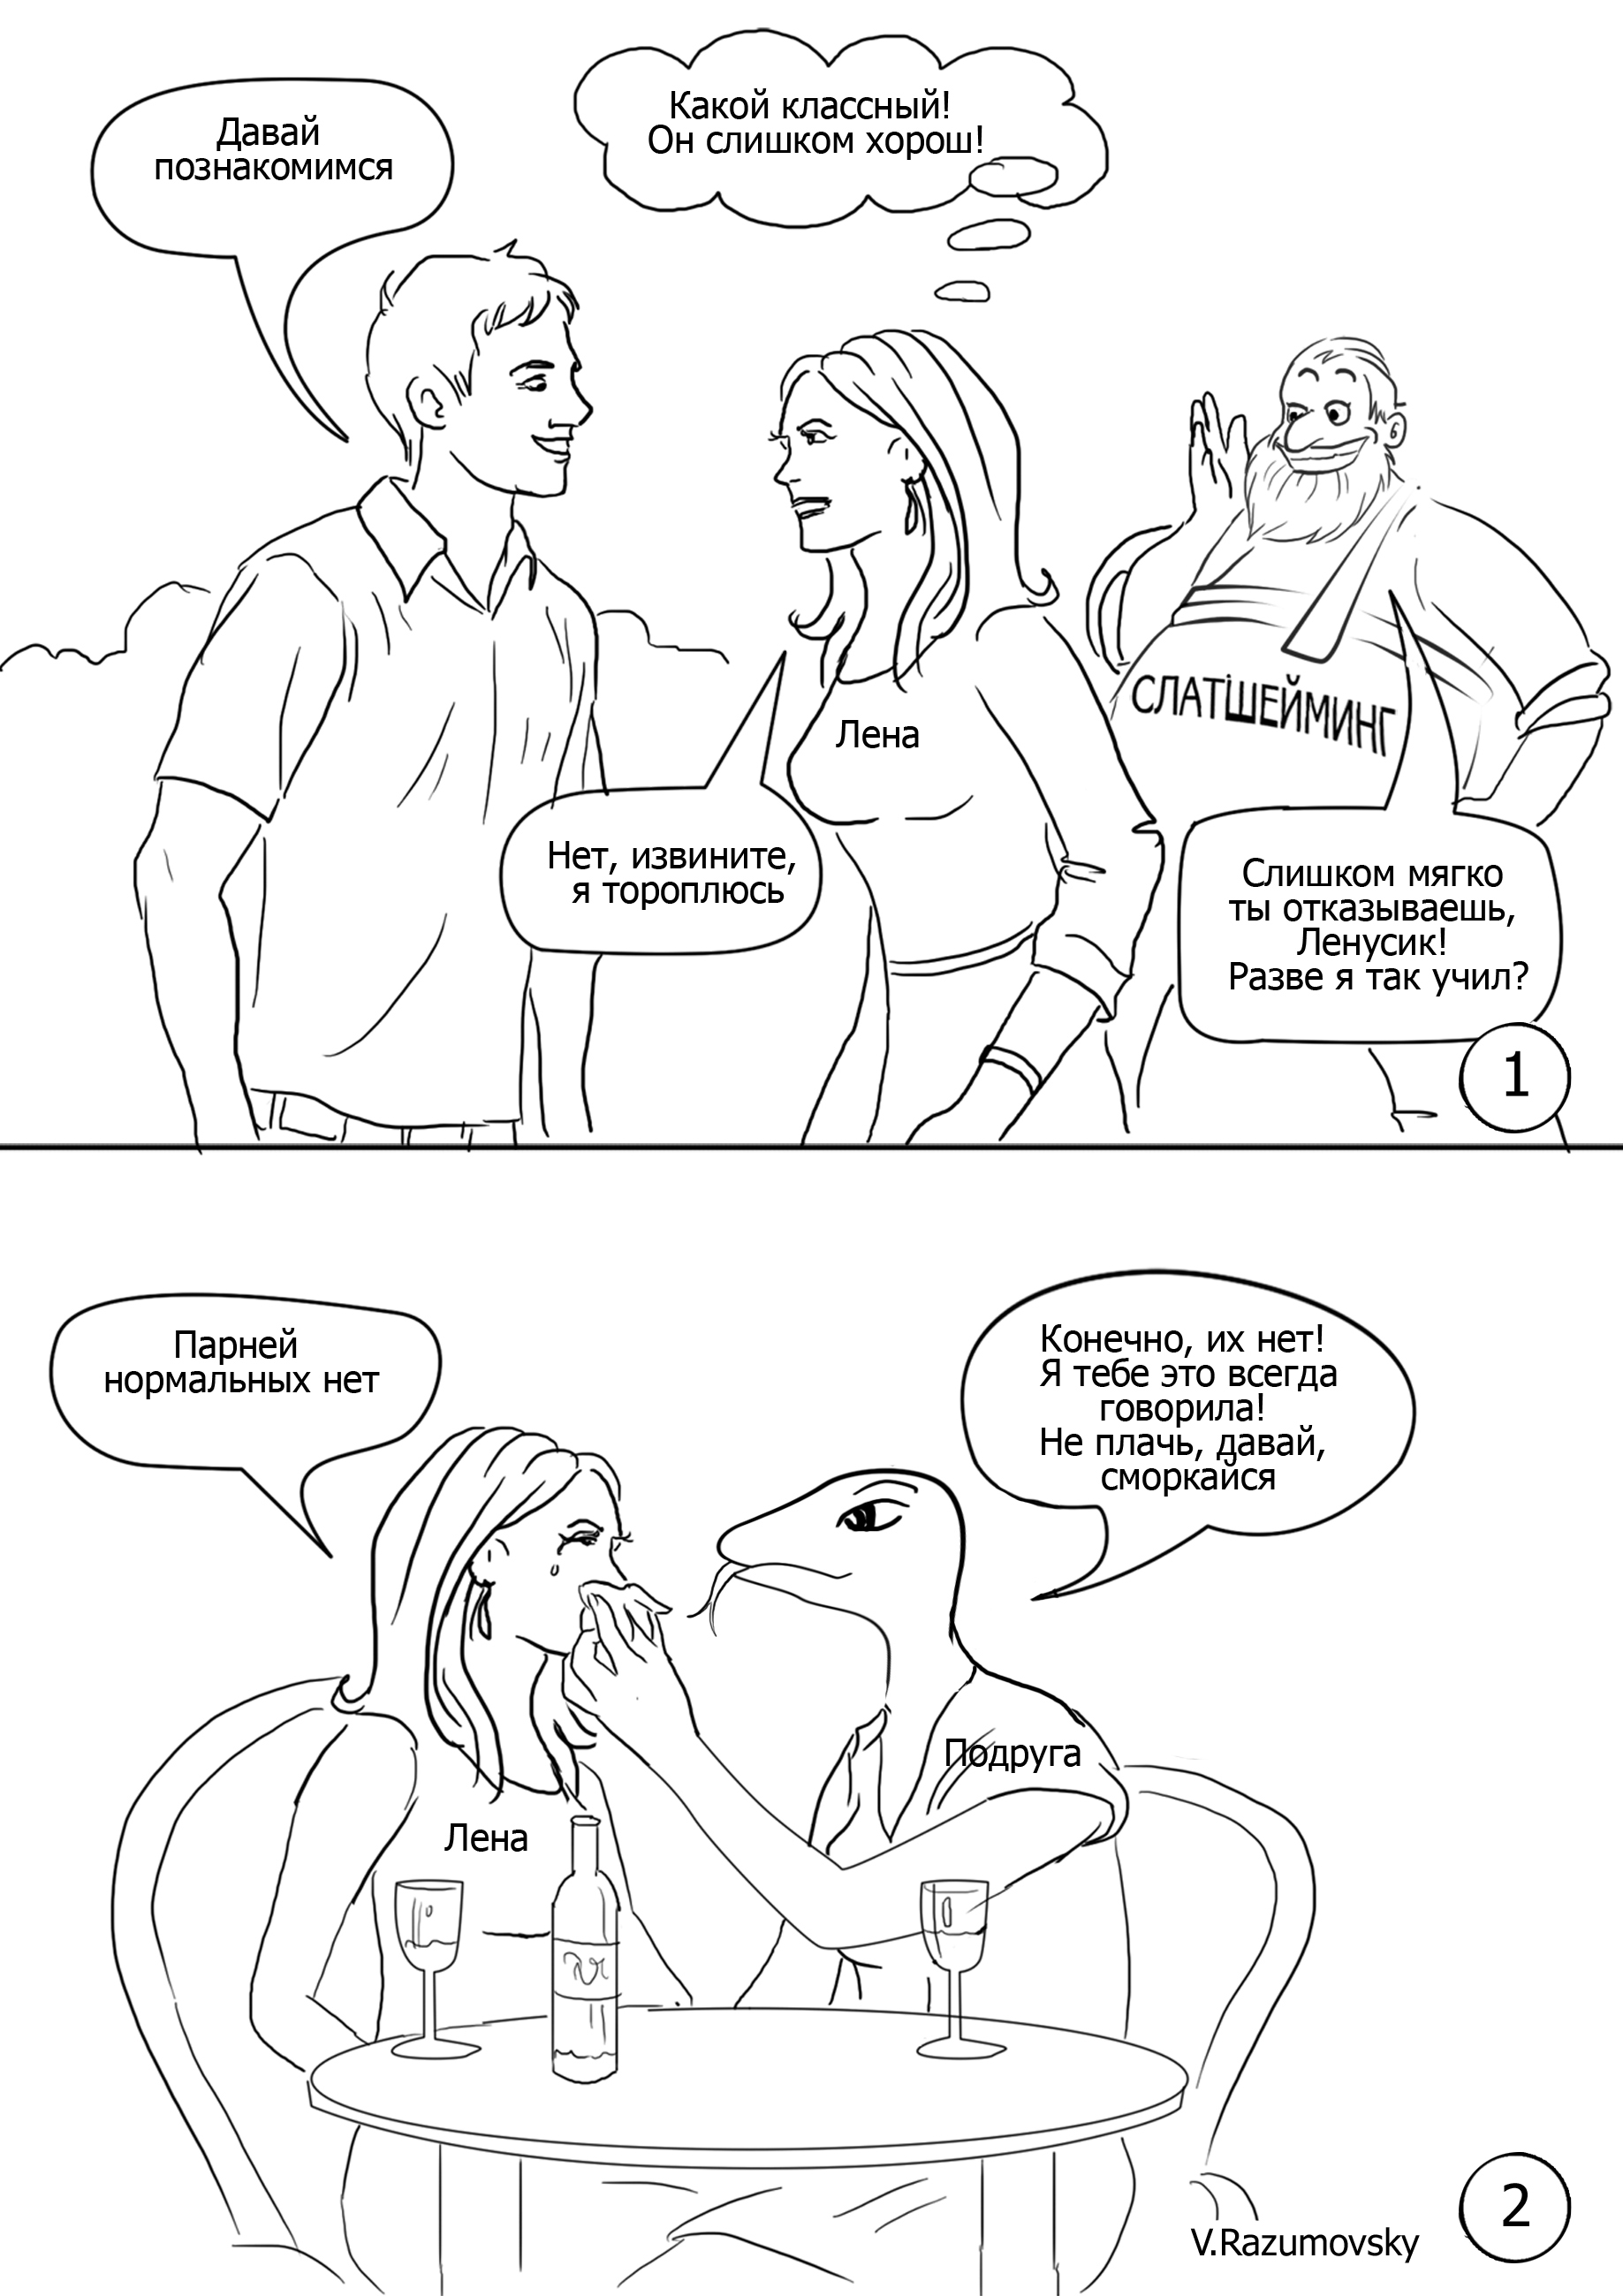 Давай
познакомимся
Какой классный!
Он слишком хорош!
Лена
СЛАТШЕЙМИНГ
Нет, извините,
я тороплюсь
Слишком мягко
ты отказываешь,
Ленусик!
Разве я так учил?
1
Парней
нормальных нет
Конечно, их нет!
Я тебе это всегда
говорила!
Не плачь, давай,
сморкайся
Подруга
Лена
V.Razumovsky
2